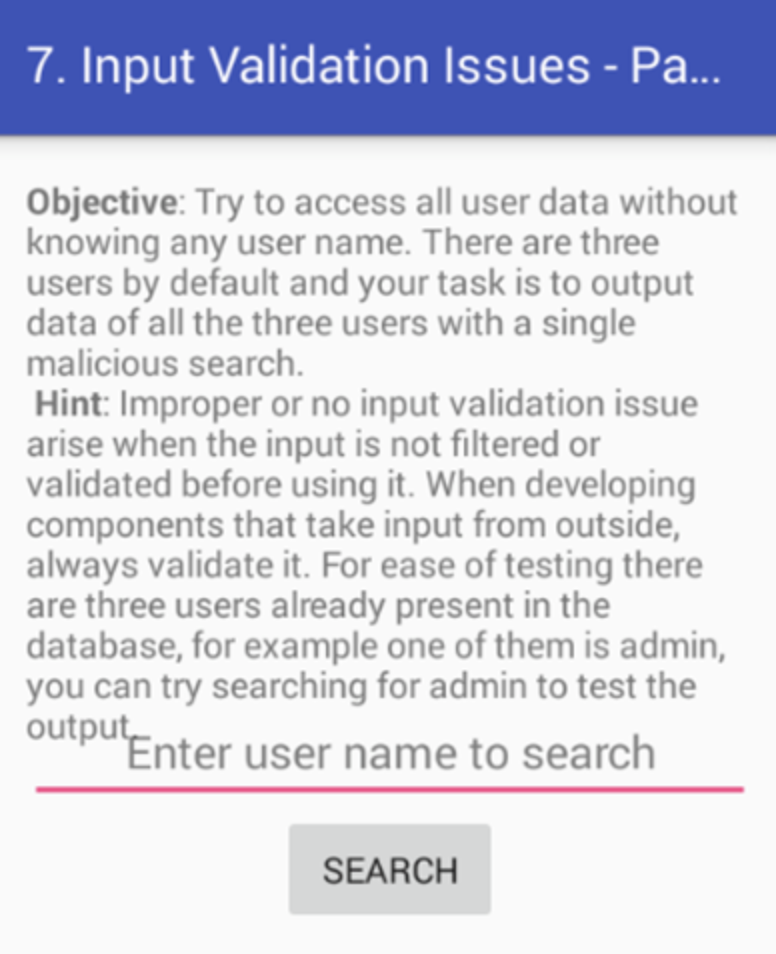 7. Input Validation Issues - Pa...
Objective: Try to access all user data without
knowing any user name. There are three
users by default and your task is to output
data of all the three users with a single
malicious search.
Hint: Improper or no input validation issue
arise when the input is not filtered or
validated before using it. When developing
components that take input from outside,
always validate it. For ease of testing there
are three users already present in the
database, for example one of them is admin,
you can try searching for admin to test the
output.
Enter user name to search
SEARCH